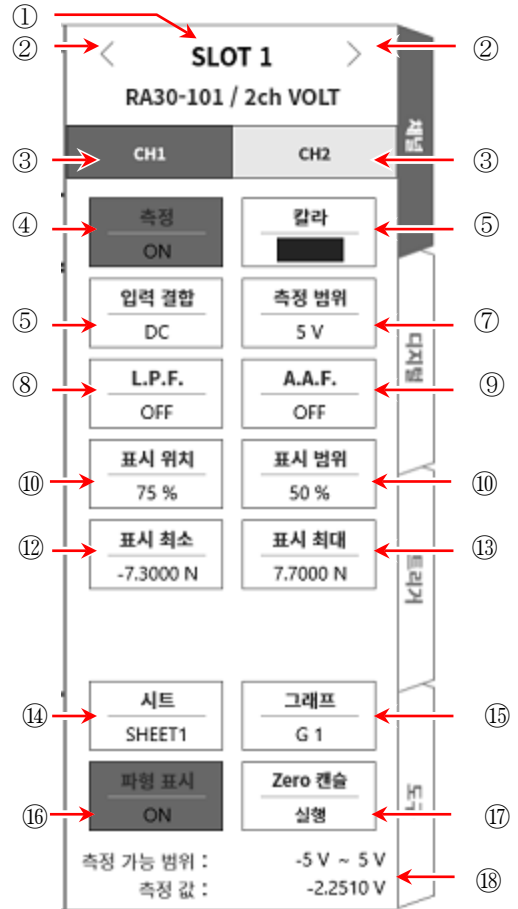 ①
② < SLOT 1 > ②
RA30-101 / 2ch VOLT
채널
③ CH1 CH2 ③
④ 측정 칼라 ⑤
ON
⑤ 입력 결합 측정 범위 ⑦
DC 5 V
디지털
⑧ L.P.F. A.A.F. ⑨
OFF OFF
⑩ 표시 위치 표시 범위 ⑩
75 % 50 %
⑫ 표시 최소 표시 최대 ⑬
-7.3000 N 7.7000 N
트리거
⑭ 시트 그래프 ⑮
SHEET1 G 1
⑯ 파형 표시 Zero 캔슬 ⑰
ON 실행
측정 가능 범위 : -5 V ~ 5 V
측정 값 : -2.2510 V ⑱